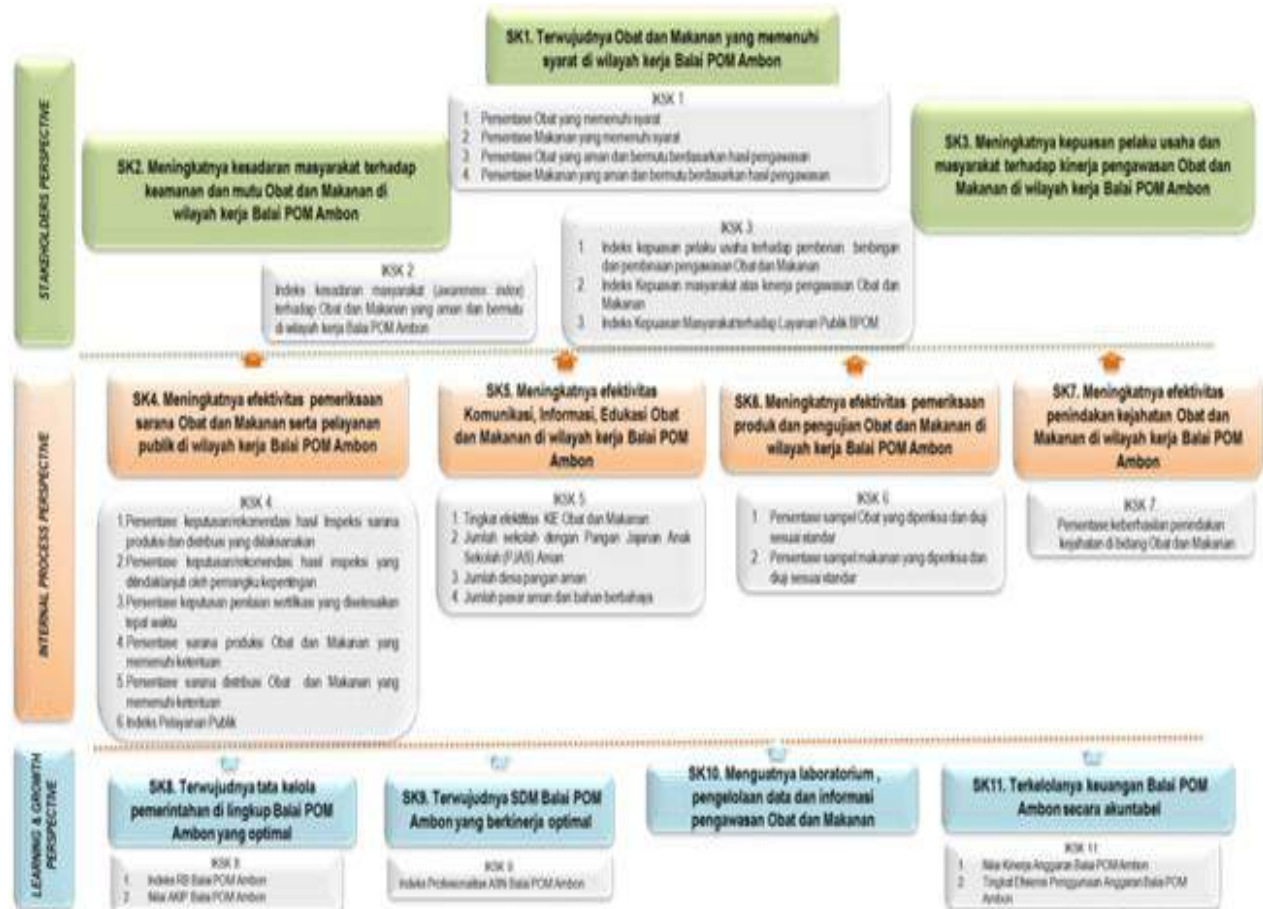 STAKEHOLDERS PERSPECTIVE
SK1. Terwujudnya Obat dan Makanan yang memenuhi
syarat di wilayah kerja Balai POM Ambon
IKSK 1
1. Persentase Obat yang memenuhi syarat
2. Persentase Makanan yang memenuhi syarat
3. Persentase Obat yang aman dan bermutu berdasarkan hasil pengawasan
4. Persentase Makanan yang aman dan bermutu berdasarkan hasil pengawasan
SK2. Meningkatnya kesadaran masyarakat terhadap
keamanan dan mutu Obat dan Makanan di
wilayah kerja Balai POM Ambon
IKSK 2
Indeks kesadaran masyarakat (awareness index)
terhadap Obat dan Makanan yang aman dan bermutu
di wilayah kerja Balai POM Ambon
SK3. Meningkatnya kepuasan pelaku usaha dan
masyarakat terhadap kinerja pengawasan Obat dan
Makanan di wilayah kerja Balai POM Ambon
IKSK 3
1. Indeks kepuasan pelaku usaha terhadap pemberian bimbingan
dan pembinaan pengawasan Obat dan Makanan
2. Indeks Kepuasan masyarakat atas kinerja pengawasan Obat dan
Makanan
3. Indeks Kepuasan Masyarakat terhadap Layanan Publik BPOM
INTERNAL PROCESS PERSPECTIVE
SK4. Meningkatnya efektivitas pemeriksaan
sarana Obat dan Makanan serta pelayanan
publik di wilayah kerja Balai POM Ambon
IKSK 4
1.Persentase keputusan/rekomendasi hasil Inspeksi sarana
produksi dan distribusi yang dilaksanakan
2.Persentase keputusan/rekomendasi hasil inspeksi yang
ditindaklanjuti oleh pemangku kepentingan
3.Persentase keputusan penilaian sertifikasi yang diselesaikan
tepat waktu
4.Persentase sarana produksi Obat dan Makanan yang
memenuhi ketentuan
5.Persentase sarana distribusi Obat dan Makanan yang
memenuhi ketentuan
6.Indeks Pelayanan Publik
SK5. Meningkatnya efektivitas
Komunikasi, Informasi, Edukasi Obat
dan Makanan di wilayah kerja Balai POM
Ambon
IKSK 5
1. Tingkat efektifitas KIE Obat dan Makanan
2. Jumlah sekolah dengan Pangan Jajanan Anak
Sekolah (PJAS) Aman
3. Jumlah desa pangan aman
4. Jumlah pasar aman dari bahan berbahaya
SK6. Meningkatnya efektivitas pemeriksaan
produk dan pengujian Obat dan Makanan di
wilayah kerja Balai POM Ambon
IKSK 6
1. Persentase sampel Obat yang diperiksa dan diuji
sesuai standar
2. Persentase sampel makanan yang diperiksa dan
diuji sesuai standar
SK7. Meningkatnya efektivitas
penindakan kejahatan Obat dan
Makanan di wilayah kerja Balai POM
Ambon
IKSK 7
Persentase keberhasilan penindakan
kejahatan di bidang Obat dan Makanan
LEARNING & GROWTH
PERSPECTIVE
SK8. Terwujudnya tata kelola
pemerintahan di lingkup Balai POM
Ambon yang optimal
IKSK 8
1. Indeks RB Balai POM Ambon
2. Nilai AKIP Balai POM Ambon
SK9. Terwujudnya SDM Balai POM
Ambon yang berkinerja optimal
IKSK 9
Indeks Profesionalitas ASN Balai POM Ambon
SK10. Menguatnya laboratorium ,
pengelolaan data dan informasi
pengawasan Obat dan Makanan
SK11. Terkelolanya keuangan Balai POM
Ambon secara akuntabel
IKSK 11
1. Nilai Kinerja Anggaran Balai POM Ambon
2. Tingkat Efisiensi Penggunaan Anggaran Balai POM
Ambon